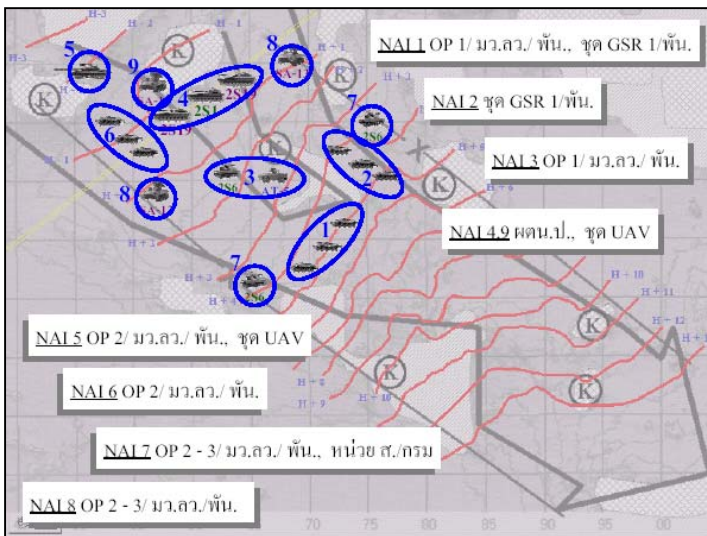 NAI 1 OP 1/ มว.ลว./ พัน., ชุด GSR 1/พัน.
NAI 2 ชุด GSR 1/พัน.
NAI 3 OP 1/ มว.ลว./ พัน.
NAI 4,9 ผตน.ป., ชุด UAV
NAI 5 OP 2/ มว.ลว./ พัน., ชุด UAV
NAI 6 OP 2/ มว.ลว./ พัน.
NAI 7 OP 2 - 3/ มว.ลว./ พัน., หน่วย ส./กรม
NAI 8 OP 2 - 3/ มว.ลว./พัน.
H-3
H - 2
H - 1
5
9
8
4
2S1
2S19
K
K
K
7
2S6
6
H - 1
8
3
2S6
AT-
2
K
1
H + 3
7
2S6
H + 6
H + 10
H + 11
H + 12
K
K
K
H + 8
H + 9
H + 10
70
75
80
85
90
95
00